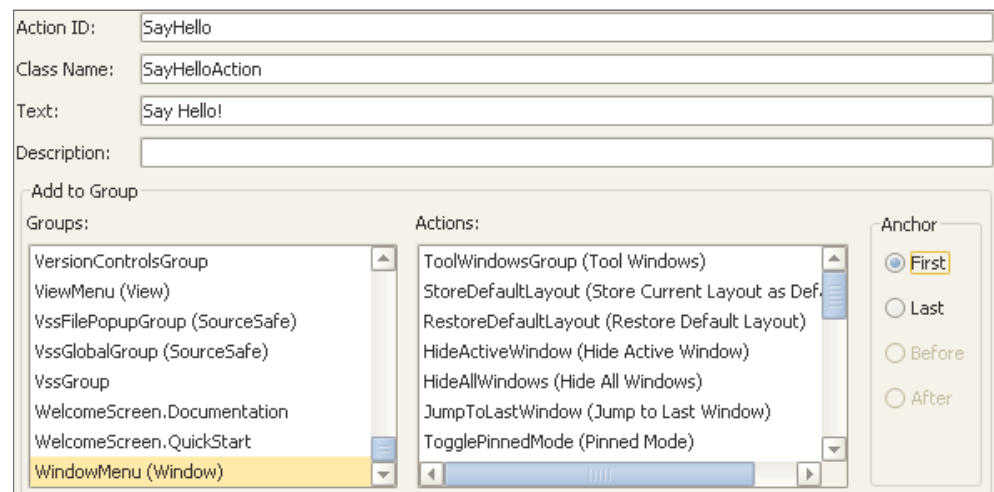 Action ID: SayHello
Class Name: SayHelloAction
Text: Say Hello!
Description:
Add to Group
Groups:
VersionControlsGroup
ViewMenu (View)
VssFilePopupGroup (SourceSafe)
VssGlobalGroup (SourceSafe)
VssGroup
WelcomeScreen.Documentation
WelcomeScreen.QuickStart
WindowMenu (Window)
Actions:
ToolWindowsGroup (Tool Windows)
StoreDefaultLayout (Store Current Layout as Def
RestoreDefaultLayout (Restore Default Layout)
HideActiveWindow (Hide Active Window)
HideAllWindows (Hide All Windows)
JumpToLastWindow (Jump to Last Window)
TogglePinnedMode (Pinned Mode)
Anchor
First
Last
Before
After